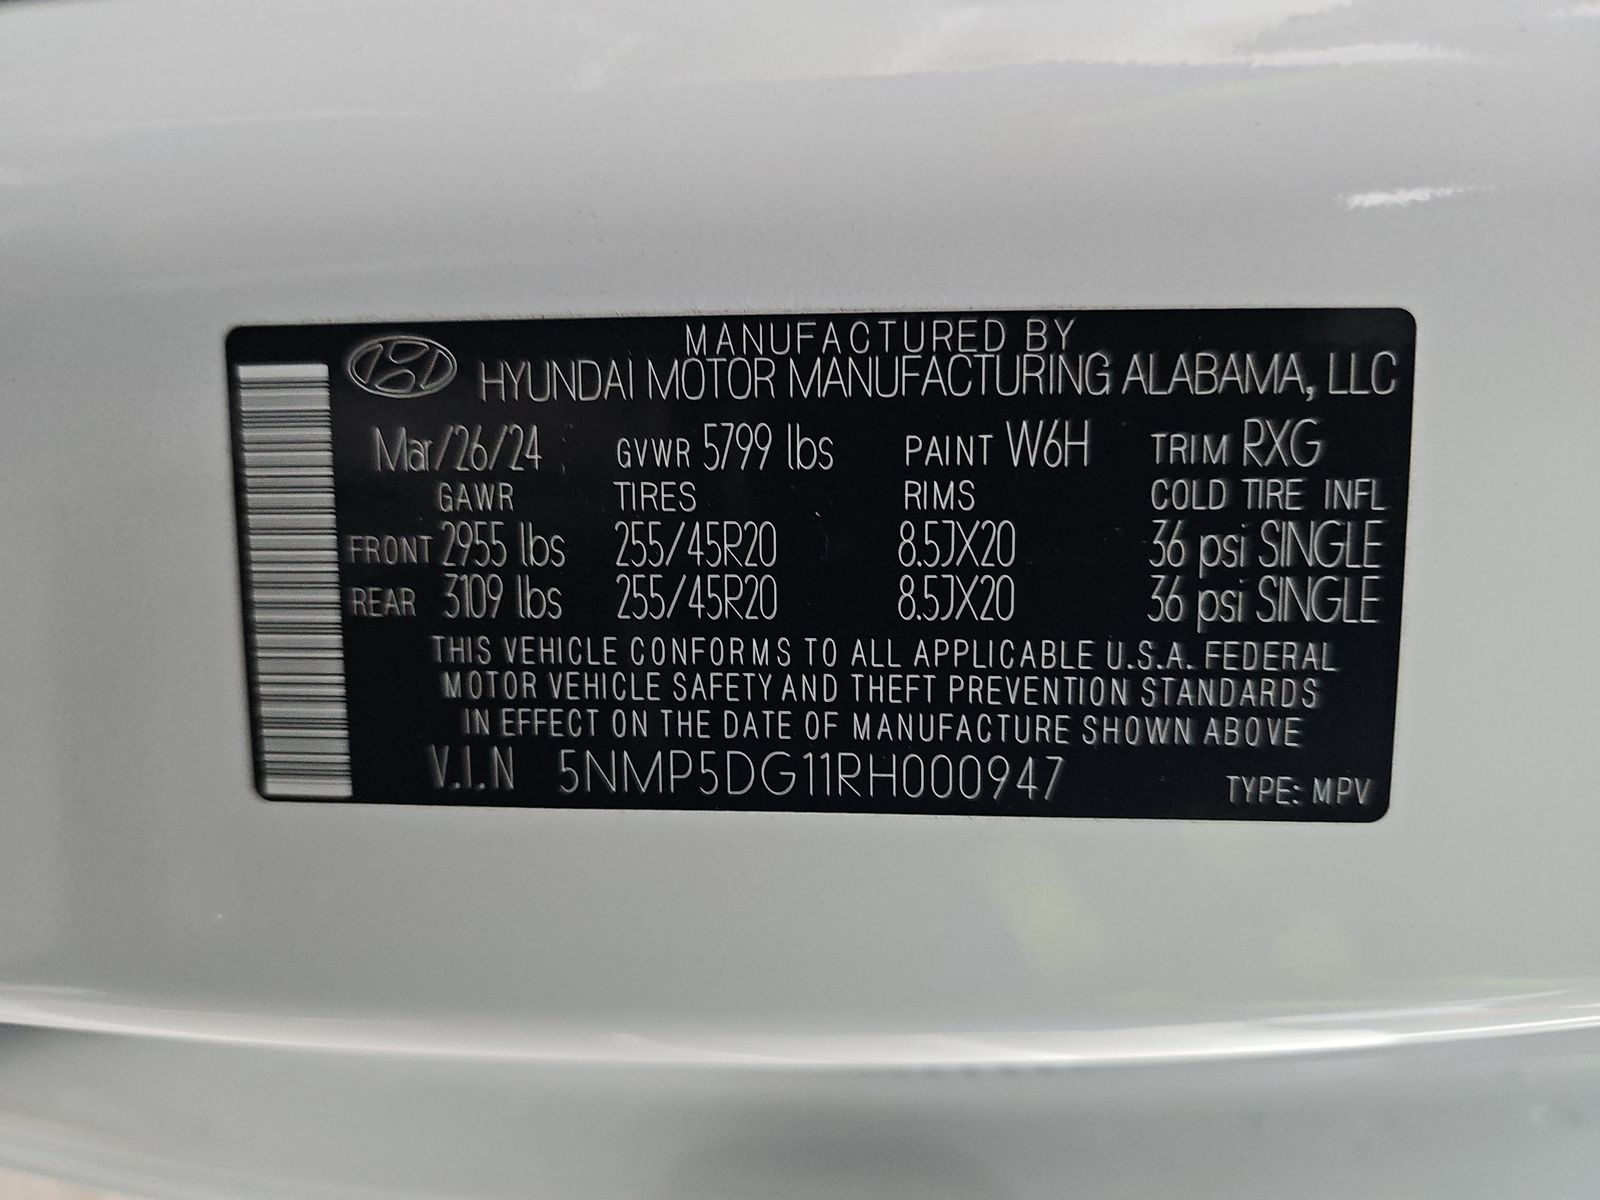 MANUFACTURED BY
HYUNDAI MOTOR MANUFACTURING ALABAMA, LLC
Mar/26/24 GVWR 5799 lbs PAINT W6H TRIM RXG
GAWR TIRES RIMS COLD TIRE INFL
FRONT 2955 lbs 255/45R20 8.5JX20 36 psi SINGLE
REAR 3109 lbs 255/45R20 8.5JX20 36 psi SINGLE
THIS VEHICLE CONFORMS TO ALL APPLICABLE U.S.A. FEDERAL
MOTOR VEHICLE SAFETY AND THEFT PREVENTION STANDARDS
IN EFFECT ON THE DATE OF MANUFACTURE SHOWN ABOVE
V.I.N 5NMP5DG11RH000947 TYPE: MPV